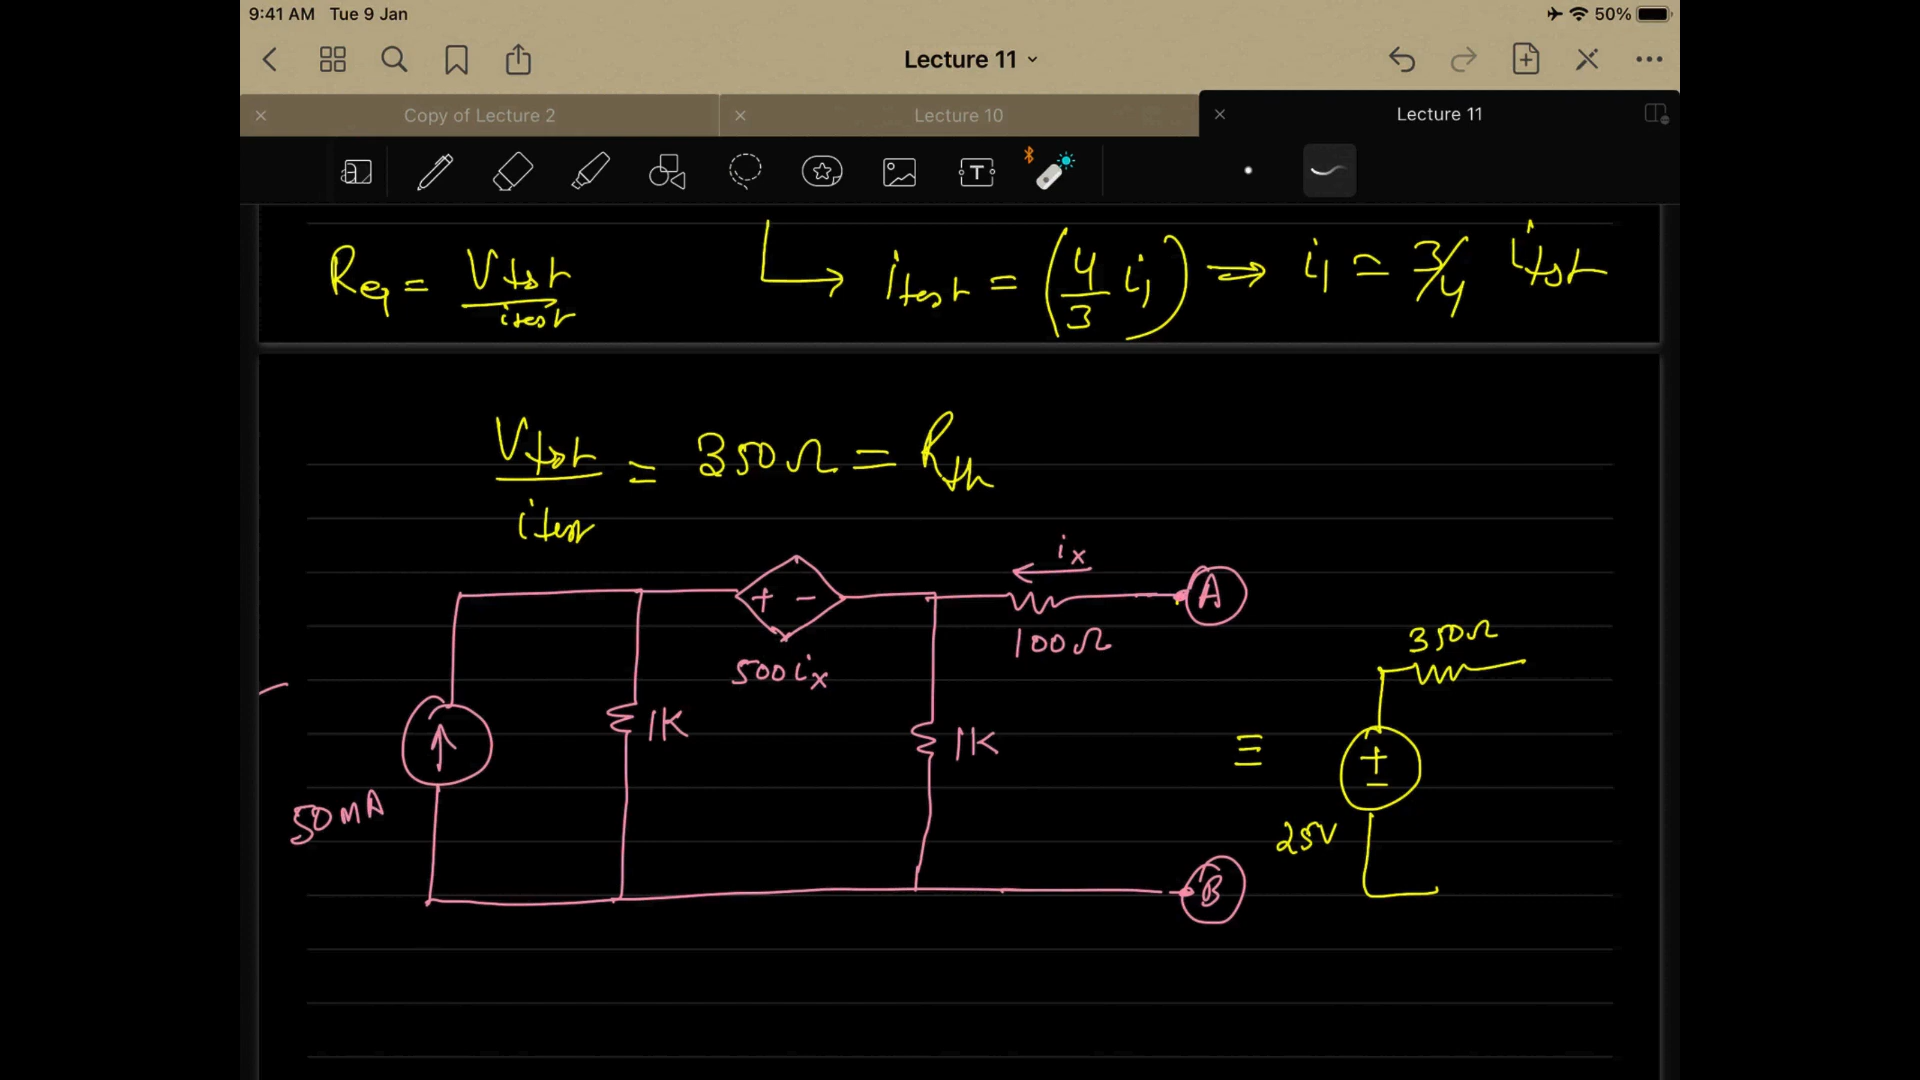 9:41 AM Tue 9 Jan
50%
Lecture 11
Copy of Lecture 2
Lecture 10
Lecture 11
T
Req = Vtest / itest
itest = (4/3 i1) ⇒ i1 = 3/4 itest
Vtest / itest = 350Ω = Rth
ix
+ -
A
100Ω
500ix
350Ω
1K
1K
≡
+
-
50mA
25V
B